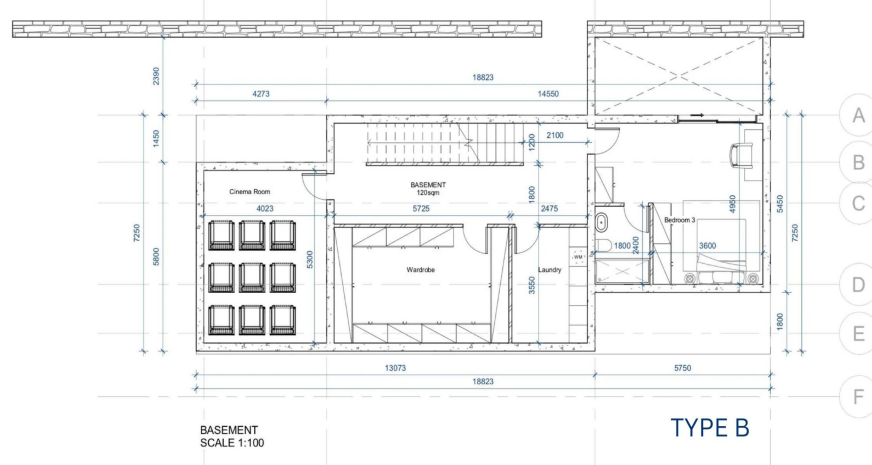 18823
2390
4273
14550
A
1450
1200
2100
B
Cinema Room
BASEMENT
120sqm
1800
4950
5450
C
4023
5725
2475
Bedroom 3
7250
5800
5300
1800
2400
3600
7250
Wardrobe
Laundry
WM
D
3550
1800
E
13073
5750
18823
F
BASEMENT
SCALE 1:100
TYPE B